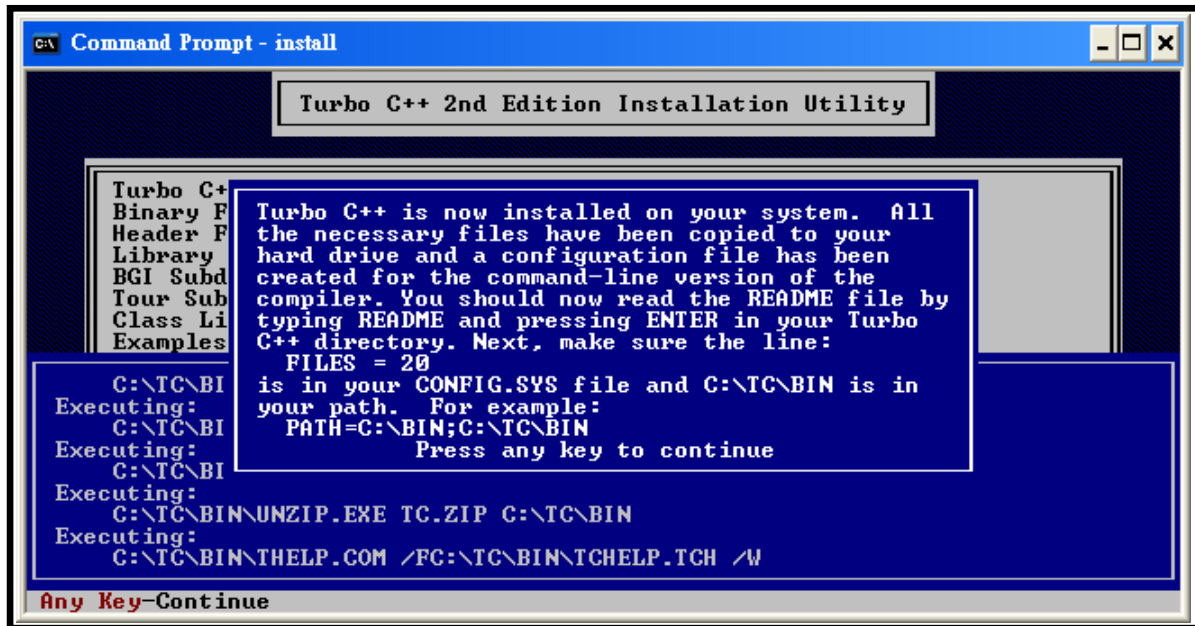 Command Prompt - install
Turbo C++ 2nd Edition Installation Utility
Turbo C+
Binary F
Header F
Library
BGI Subd
Tour Sub
Class Li
Examples
Turbo C++ is now installed on your system. All
the necessary files have been copied to your
hard drive and a configuration file has been
created for the command-line version of the
compiler. You should now read the README file by
typing README and pressing ENTER in your Turbo
C++ directory. Next, make sure the line:
FILES = 20
is in your CONFIG.SYS file and C:\TC\BIN is in
your path. For example:
PATH=C:\BIN;C:\TC\BIN
Press any key to continue
C:\TC\BI
Executing:
C:\TC\BI
Executing:
C:\TC\BI
Executing:
C:\TC\BIN\UNZIP.EXE TC.ZIP C:\TC\BIN
Executing:
C:\TC\BIN\THELP.COM /FC:\TC\BIN\TCHELP.TCH /W
Any Key-Continue